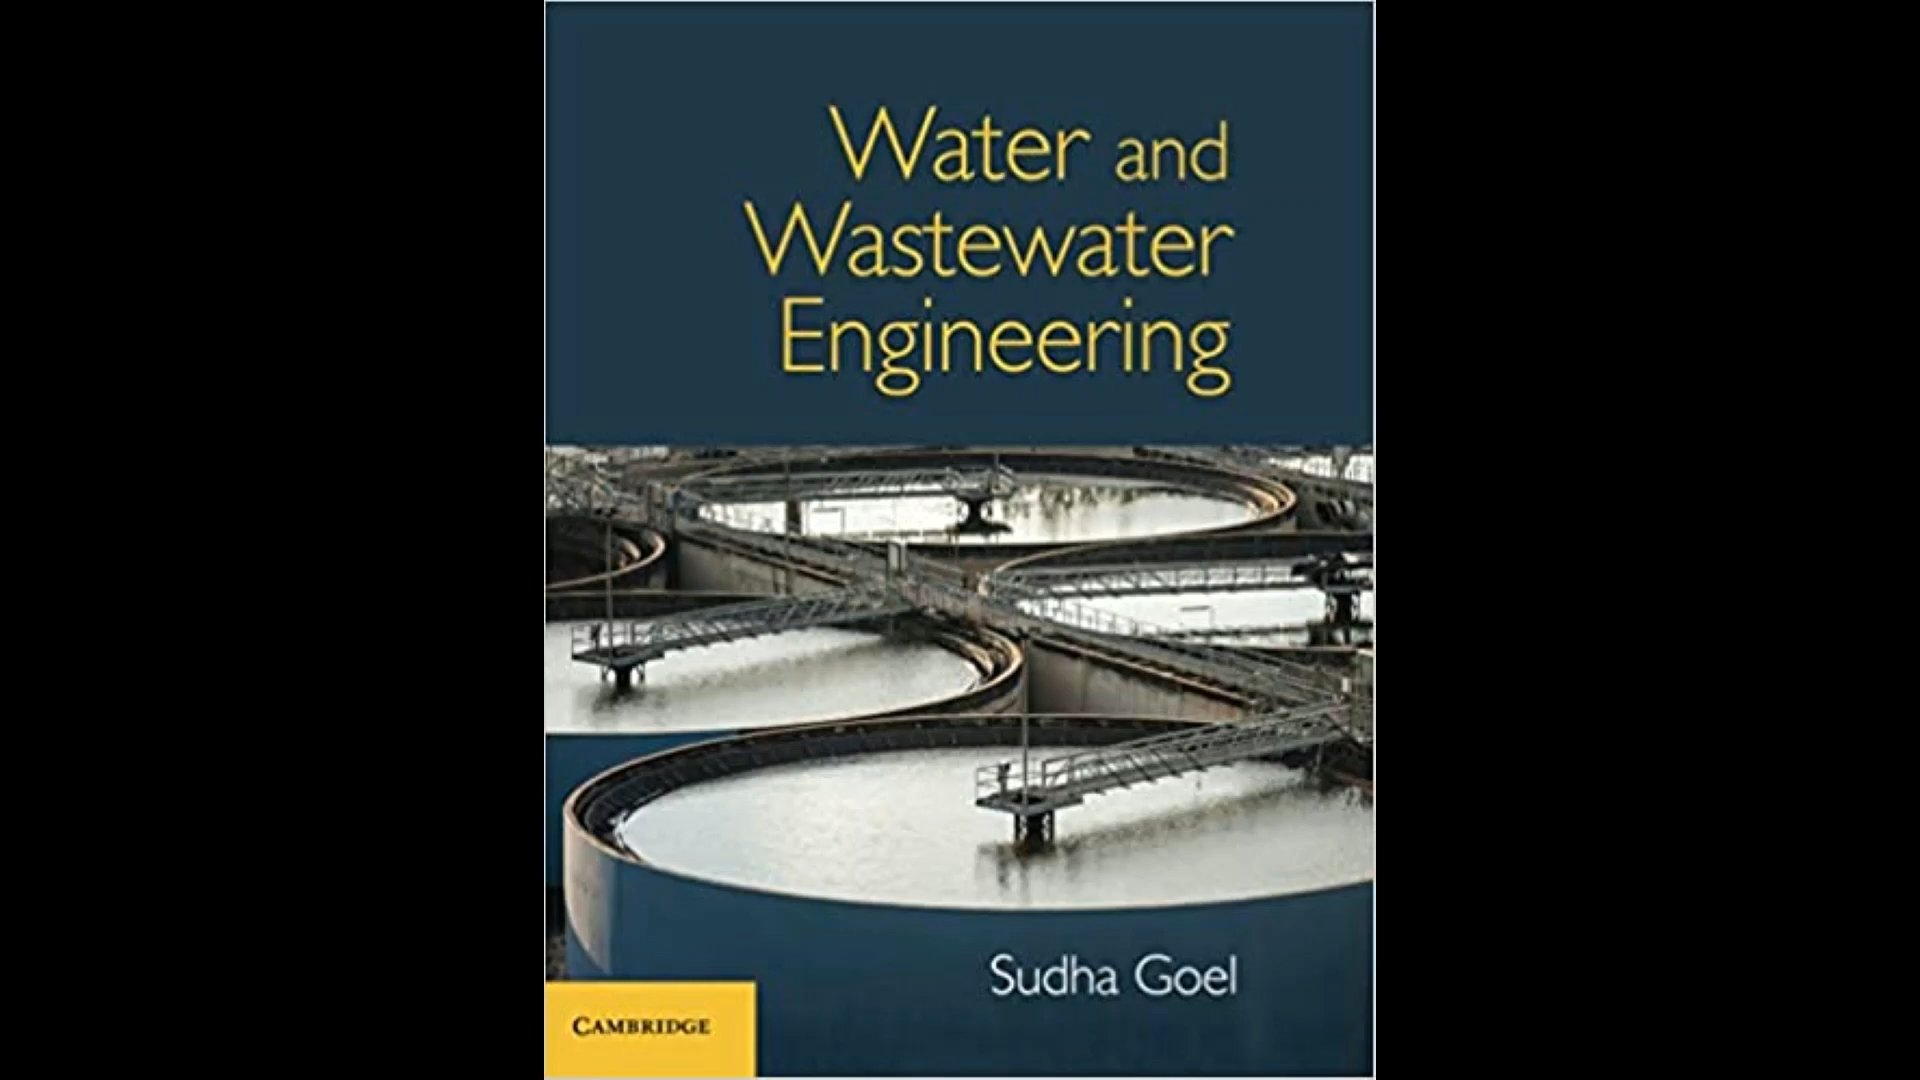 Water and
Wastewater
Engineering
Sudha Goel
CAMBRIDGE